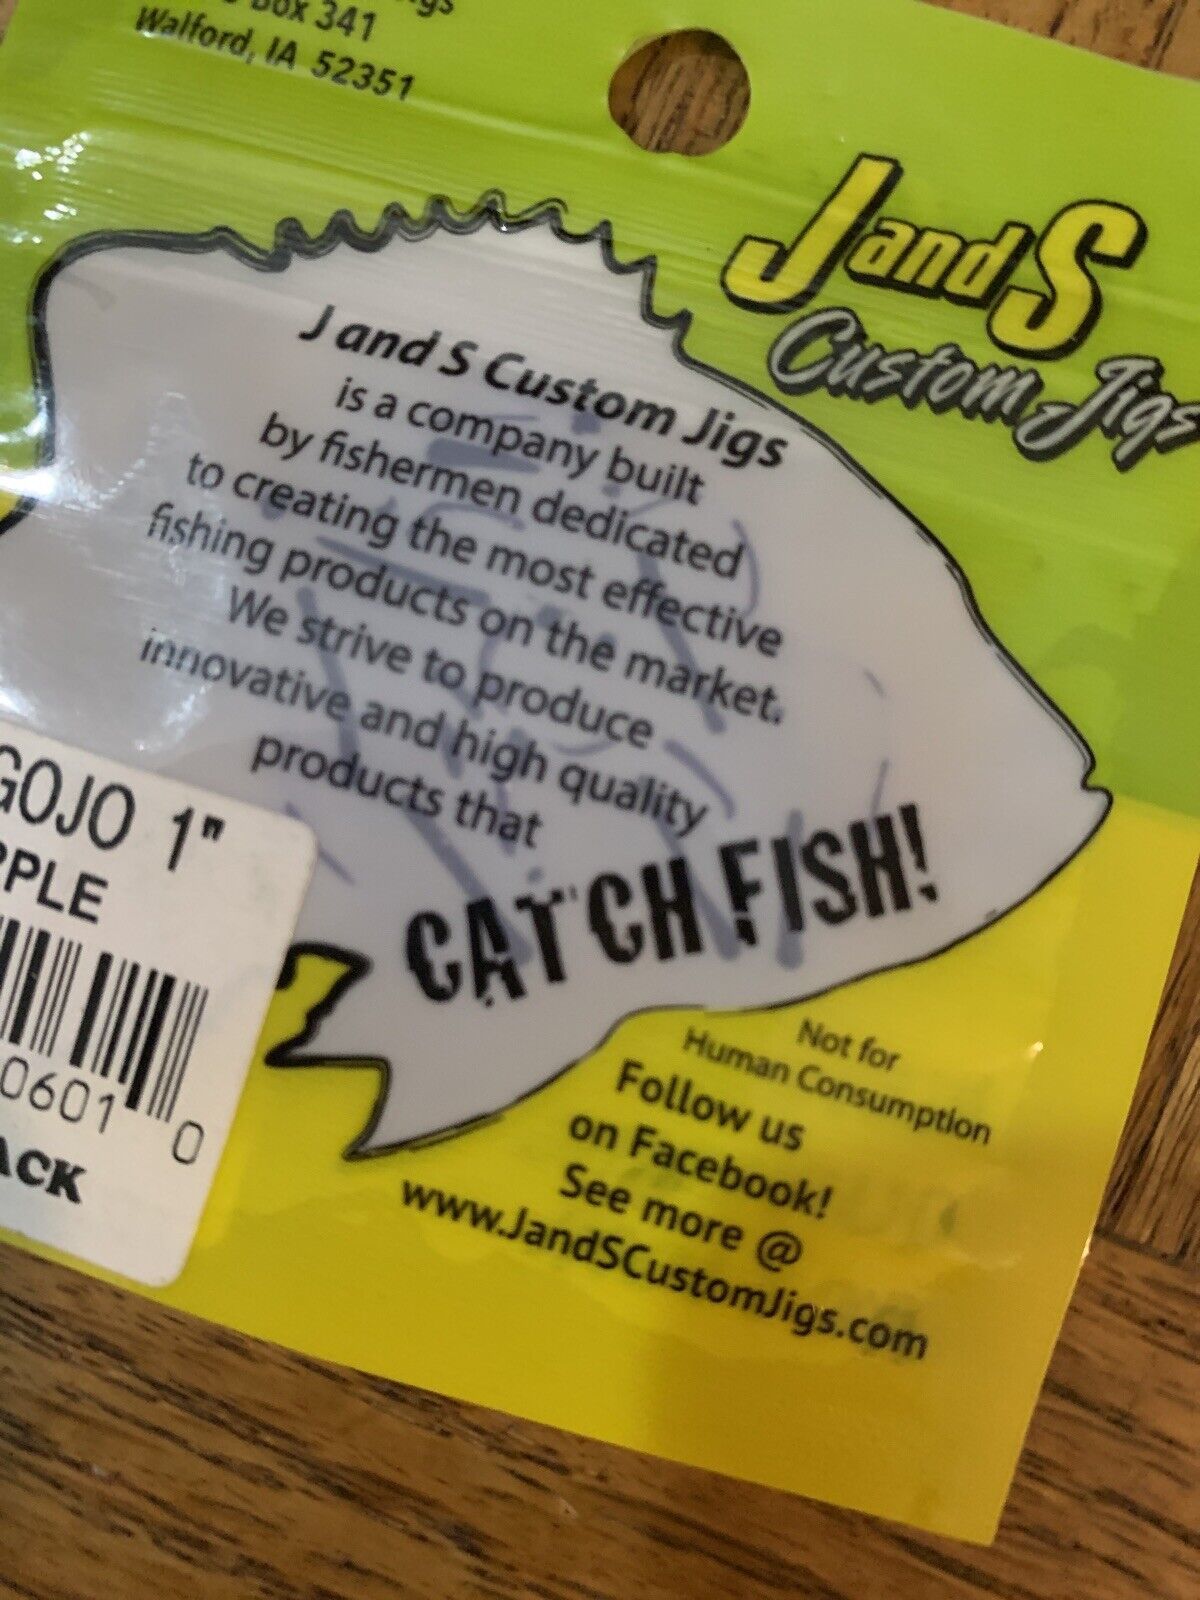 Box 341
Walford, IA 52351
J and S
Custom Jigs
J and S Custom Jigs
is a company built
by fishermen dedicated
to creating the most effective
fishing products on the market.
We strive to produce
innovative and high quality
products that
CATCH FISH!
GOJO 1"
0601 0
Not for
Human Consumption
Follow us
on Facebook!
See more @
www.JandSCustomJigs.com